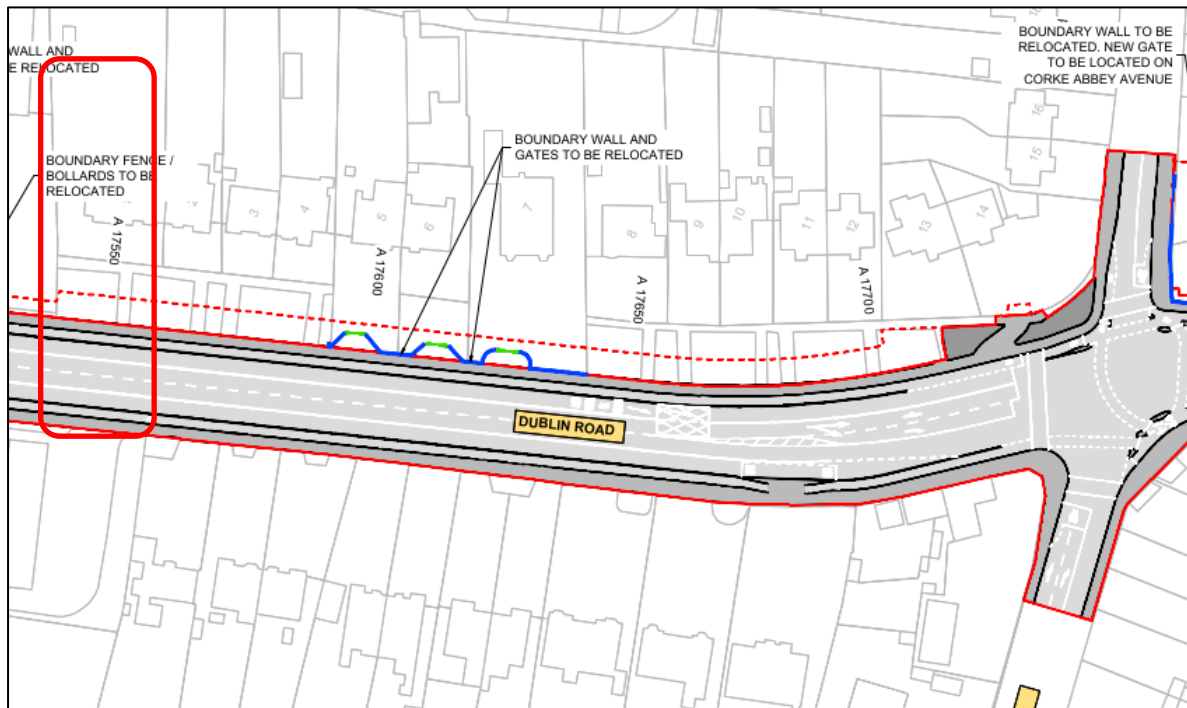 WALL AND
E RELOCATED
BOUNDARY WALL TO BE
RELOCATED. NEW GATE
TO BE LOCATED ON
CORKE ABBEY AVENUE
BOUNDARY WALL AND
GATES TO BE RELOCATED
BOUNDARY FENCE /
BOLLARDS TO BE
RELOCATED
16
15
3
4
5
6
7
8
9
10
11
12
13
14
A 17550
A 17600
A 17650
A 17700
DUBLIN ROAD